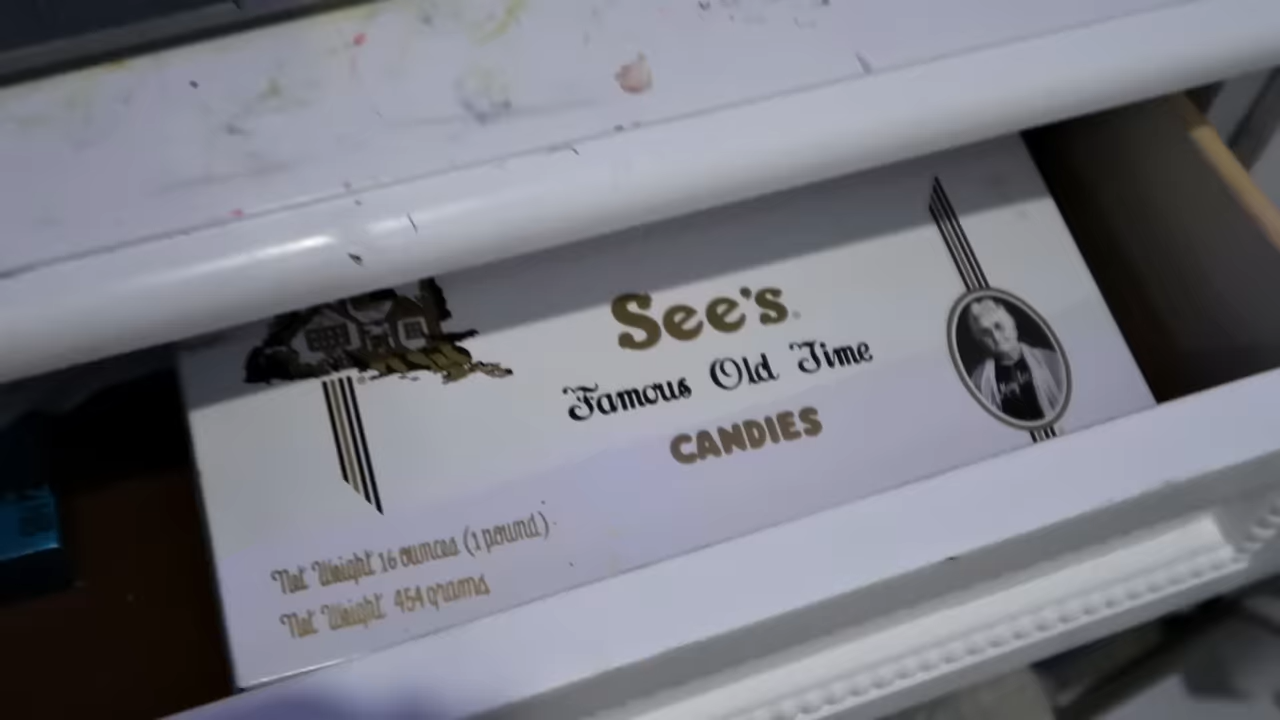 See's
Famous Old Time
CANDIES
Net Weight 16 ounces (1 pound)
Net Weight 454 grams